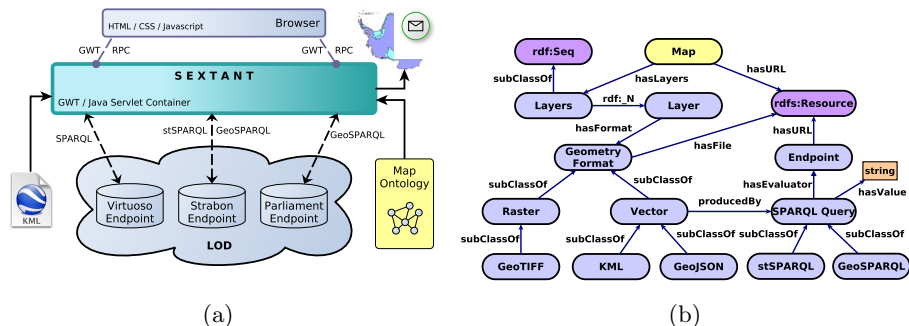 HTML / CSS / Javascript Browser
GWT RPC GWT RPC
SEXTANT
GWT / Java Servlet Container
SPARQL stSPARQL GeoSPARQL GeoSPARQL
KML
Virtuoso Endpoint
Strabon Endpoint
Parliament Endpoint
LOD
Map Ontology
(a)
rdf:Seq Map
subClassOf hasLayers hasURL
Layers rdf:_N Layer rdfs:Resource
hasFormat hasFile hasURL
Geometry Format Endpoint string
subClassOf subClassOf hasEvaluator hasValue
Raster Vector producedBy SPARQL Query
subClassOf subClassOf subClassOf subClassOf subClassOf
GeoTIFF KML GeoJSON stSPARQL GeoSPARQL
(b)